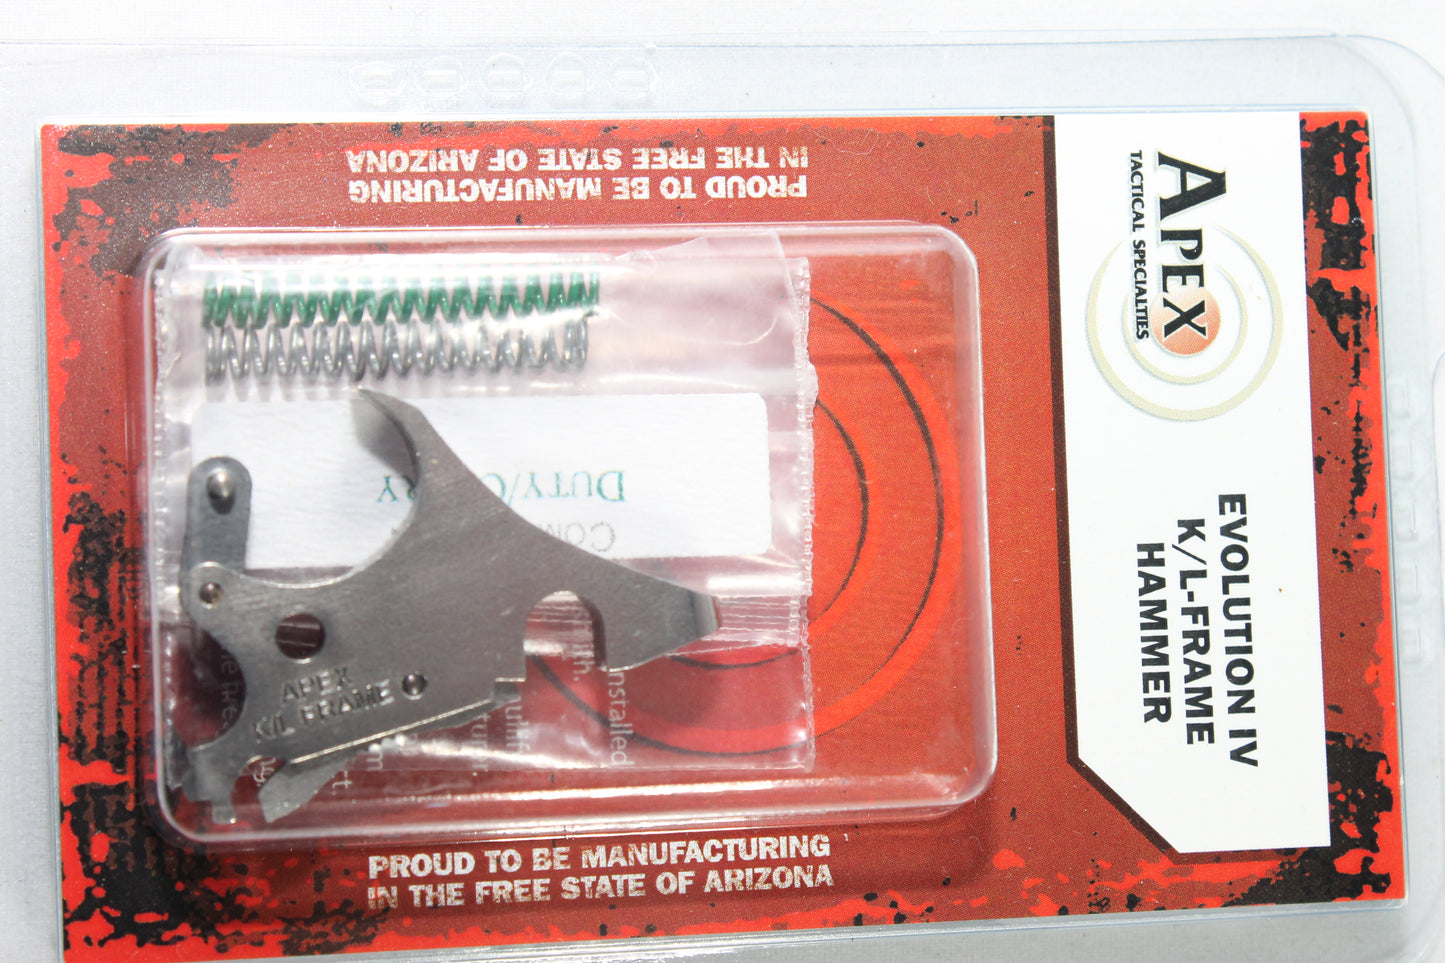 APEX
TACTICAL SPECIALTIES
EVOLUTION IV
K/L-FRAME
HAMMER
PROUD TO BE MANUFACTURING
IN THE FREE STATE OF ARIZONA
APEX
K/L FRAME
installed
PROUD TO BE MANUFACTURING
IN THE FREE STATE OF ARIZONA